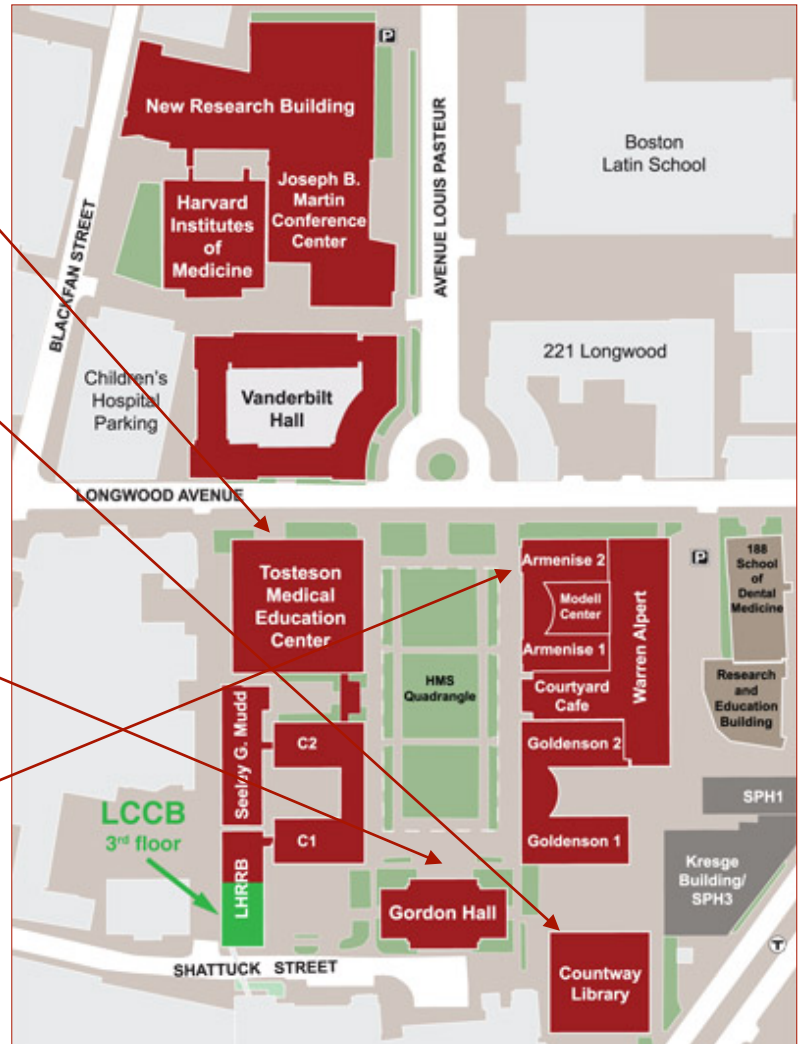 P
New Research Building
Boston
Latin School
AVENUE LOUIS PASTEUR
Joseph B.
Martin
Conference
Center
Harvard
Institutes
of
Medicine
BLACKFAN STREET
221 Longwood
Children's
Hospital
Parking
Vanderbilt
Hall
LONGWOOD AVENUE
Tosteson
Medical
Education
Center
Armenise 2
Modell
Center
Armenise 1
Warren Alpert
P
188
School
of
Dental
Medicine
HMS
Quadrangle
Courtyard
Cafe
Research
and
Education
Building
Seeley G. Mudd
C2
Goldenson 2
SPH1
LCCB
3rd floor
C1
Goldenson 1
LHRRB
Kresge
Building/
SPH3
Gordon Hall
T
SHATTUCK STREET
Countway
Library